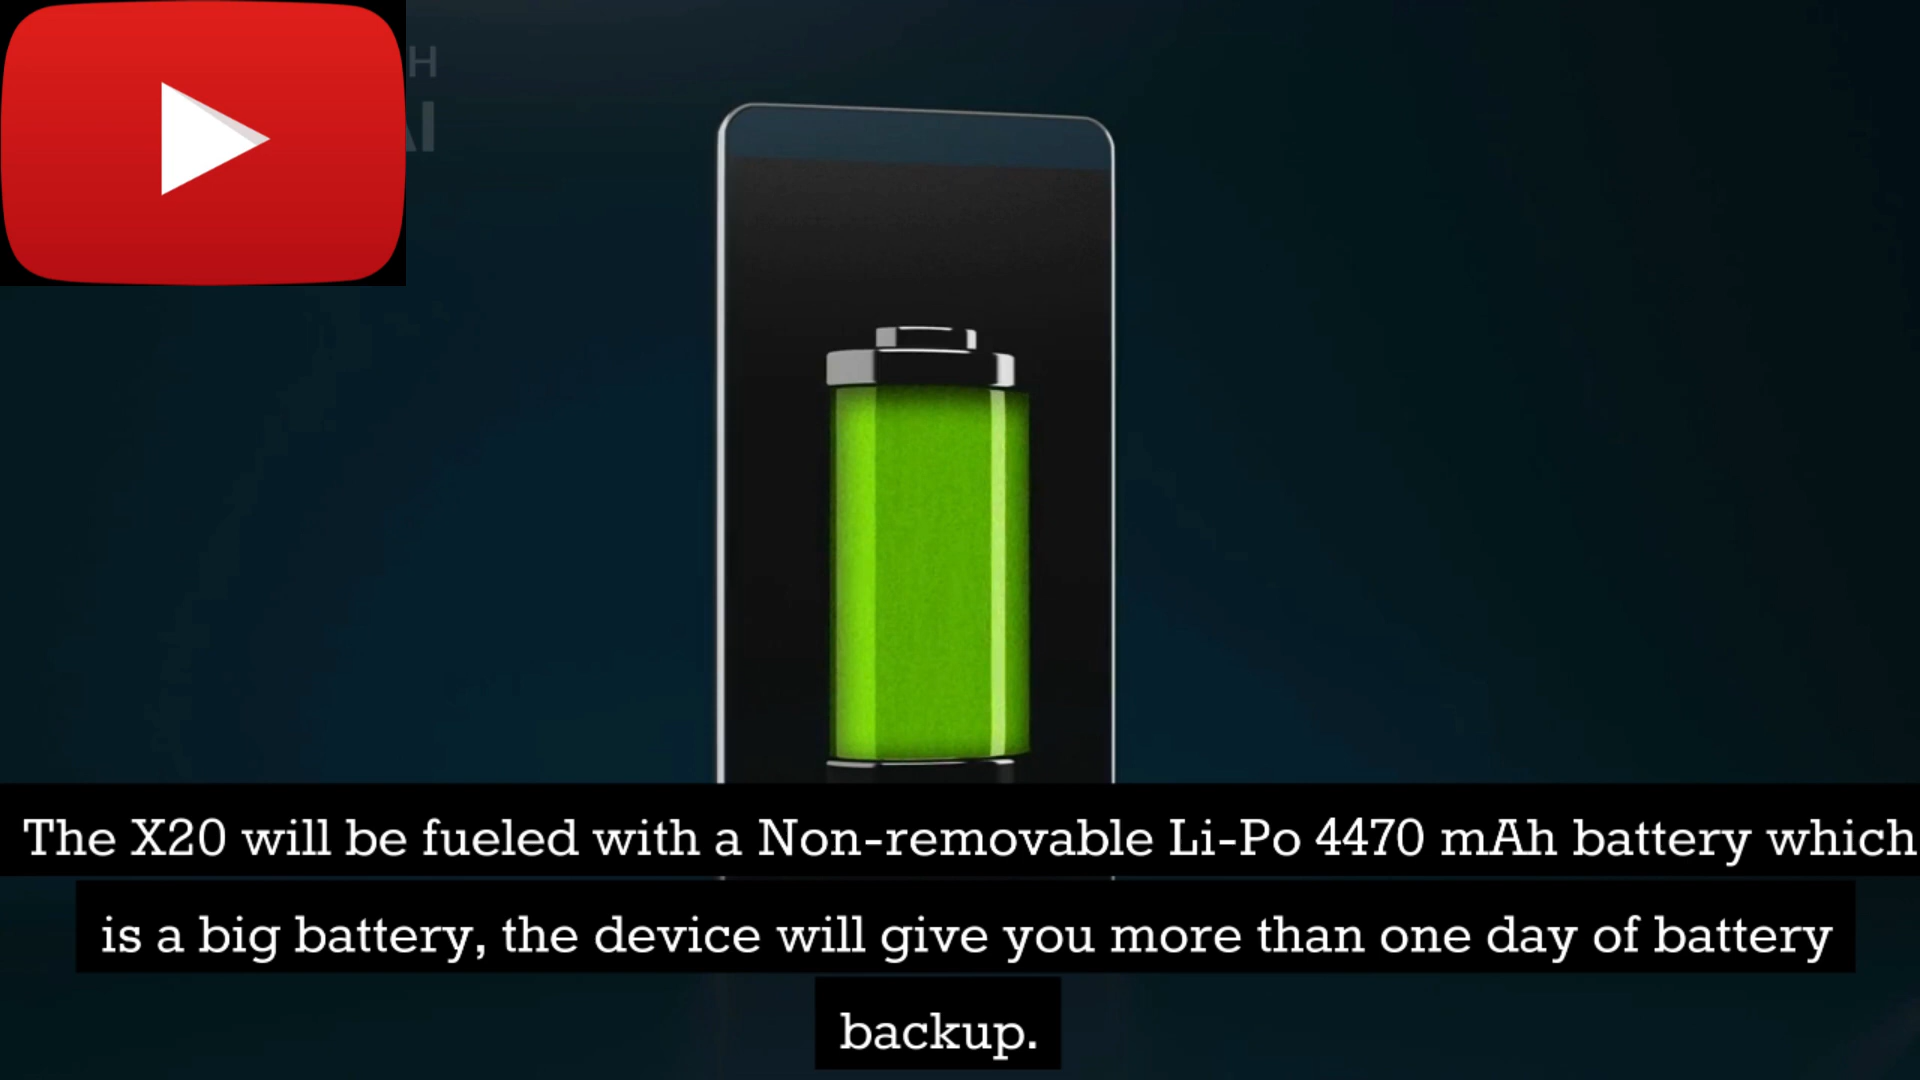 H
AI
The X20 will be fueled with a Non-removable Li-Po 4470 mAh battery which
is a big battery, the device will give you more than one day of battery
backup.